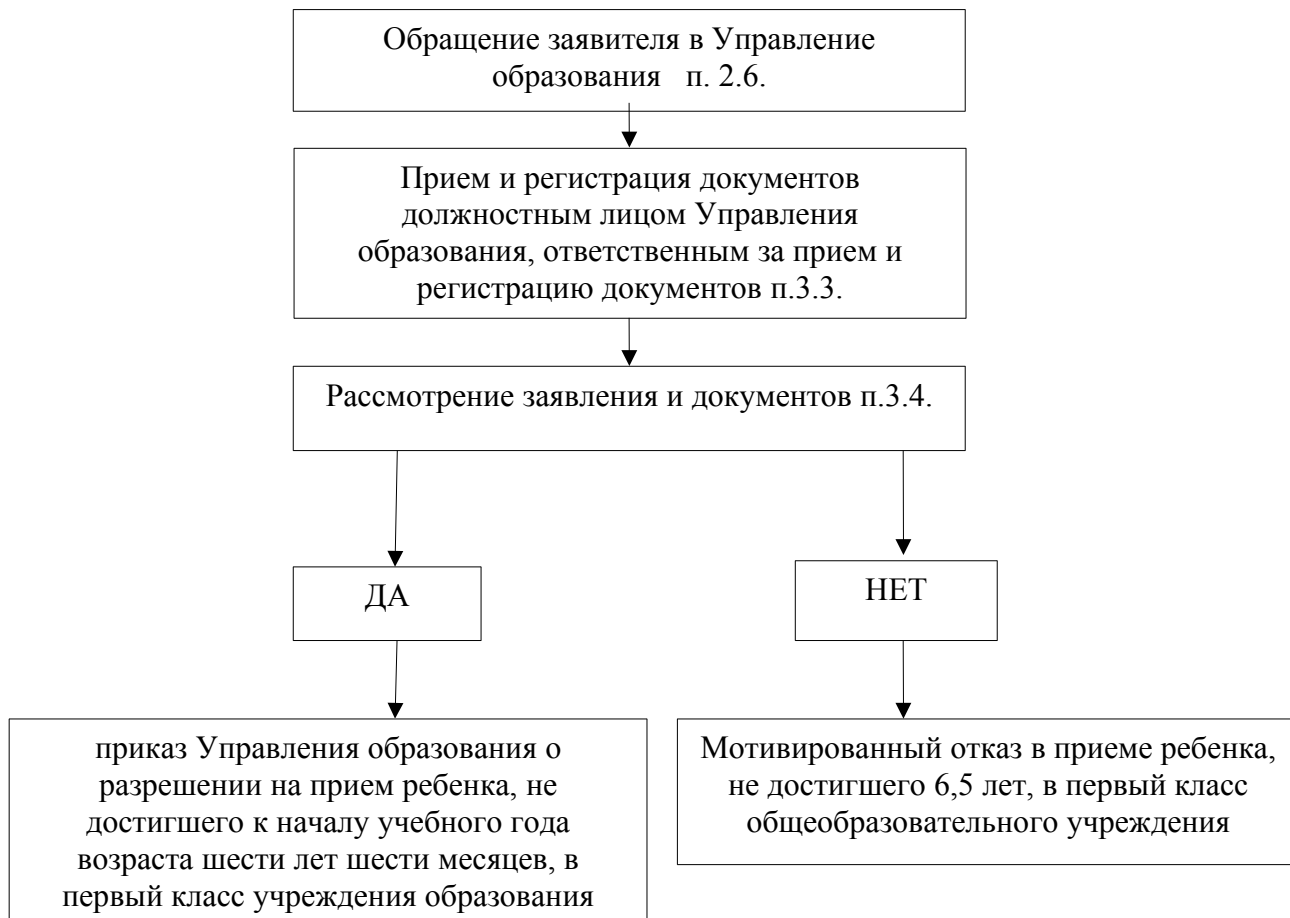 Обращение заявителя в Управление
образования п. 2.6.
Прием и регистрация документов
должностным лицом Управления
образования, ответственным за прием и
регистрацию документов п.3.3.
Рассмотрение заявления и документов п.3.4.
ДА
НЕТ
приказ Управления образования о
разрешении на прием ребенка, не
достигшего к началу учебного года
возраста шести лет шести месяцев, в
первый класс учреждения образования
Мотивированный отказ в приеме ребенка,
не достигшего 6,5 лет, в первый класс
общеобразовательного учреждения